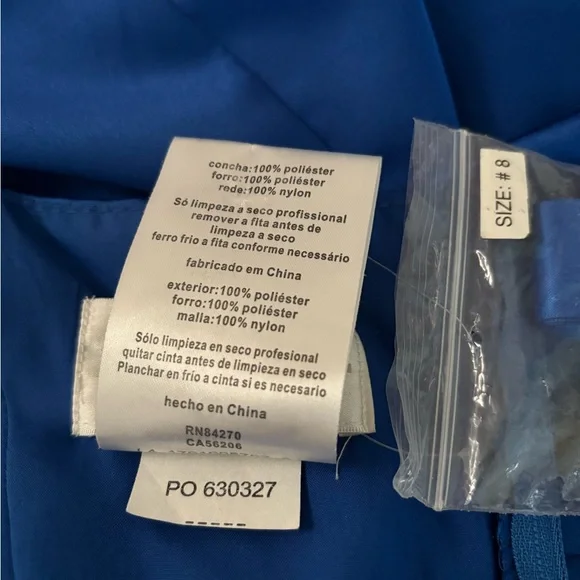 concha:100% poliéster
forro:100% poliéster
rede:100% nylon
Só limpeza a seco profissional
remover a fita antes de
limpeza a seco
ferro frio a fita conforme necessário
fabricado em China
exterior:100% poliéster
forro:100% poliéster
malla:100% nylon
Sólo limpieza en seco profesional
quitar cinta antes de limpieza en seco
Planchar en frío a cinta si es necesario
hecho en China
RN84270
CA56206
PO 630327
SIZE: # 8